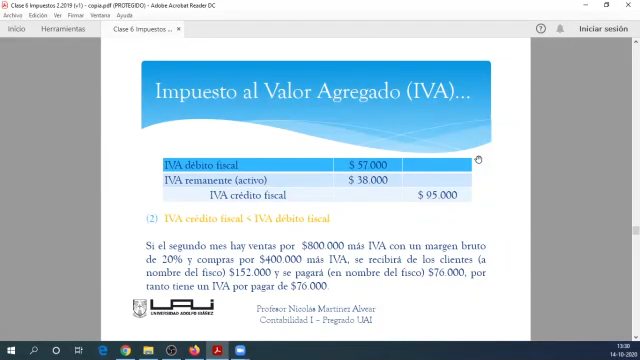 Clase 6 Impuestos 2.2019 (v1) - copia.pdf (PROTEGIDO) - Adobe Acrobat Reader DC
Archivo Edición Ver Firmar Ventana Ayuda
Inicio Herramientas Clase 6 Impuestos ... × Iniciar sesión
Impuesto al Valor Agregado (IVA)...
IVA débito fiscal $ 57.000
IVA remanente (activo) $ 38.000
IVA crédito fiscal $ 95.000
(2) IVA crédito fiscal < IVA débito fiscal
Si el segundo mes hay ventas por $800.000 más IVA con un margen bruto
de 20% y compras por $400.000 más IVA, se recibirá de los clientes (a
nombre del fisco) $152.000 y se pagará (en nombre del fisco) $76.000, por
tanto tiene un IVA por pagar de $76.000.
UAI
UNIVERSIDAD ADOLFO IBÁÑEZ
Profesor Nicolás Martínez Alvear
Contabilidad I – Pregrado UAI
13:30
14-10-2020